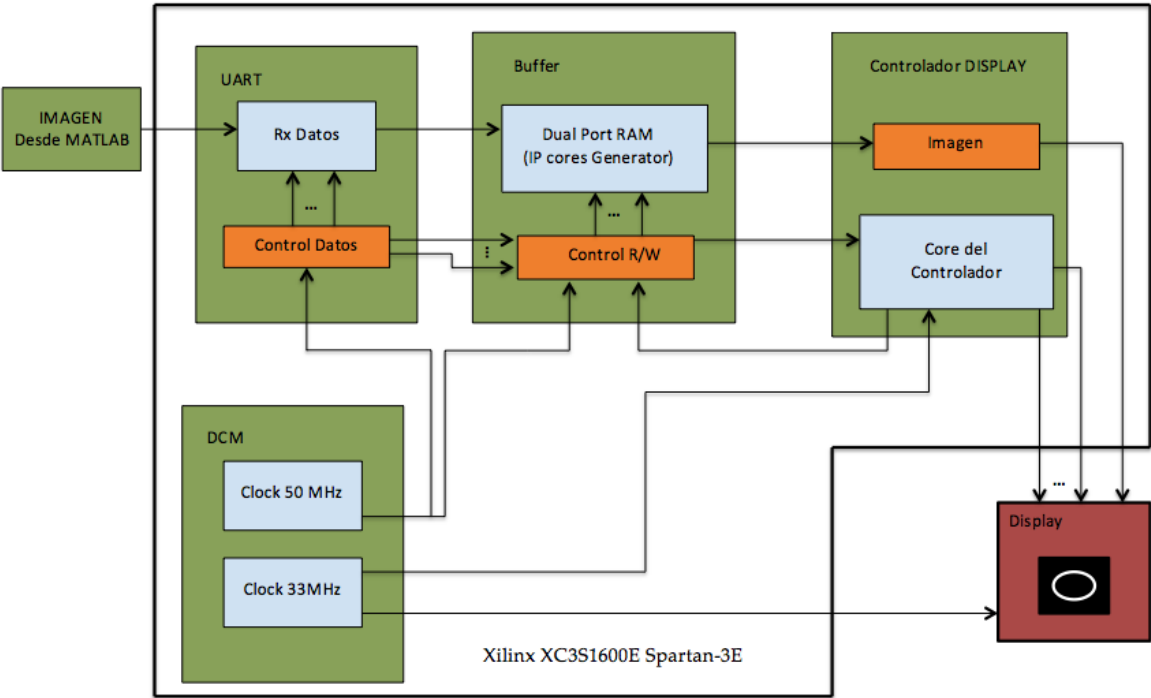 IMAGEN
Desde MATLAB
UART
Rx Datos
...
Control Datos
...
Buffer
Dual Port RAM
(IP cores Generator)
...
Control R/W
Controlador DISPLAY
Imagen
Core del
Controlador
DCM
Clock 50 MHz
Clock 33MHz
...
Display
Xilinx XC3S1600E Spartan-3E